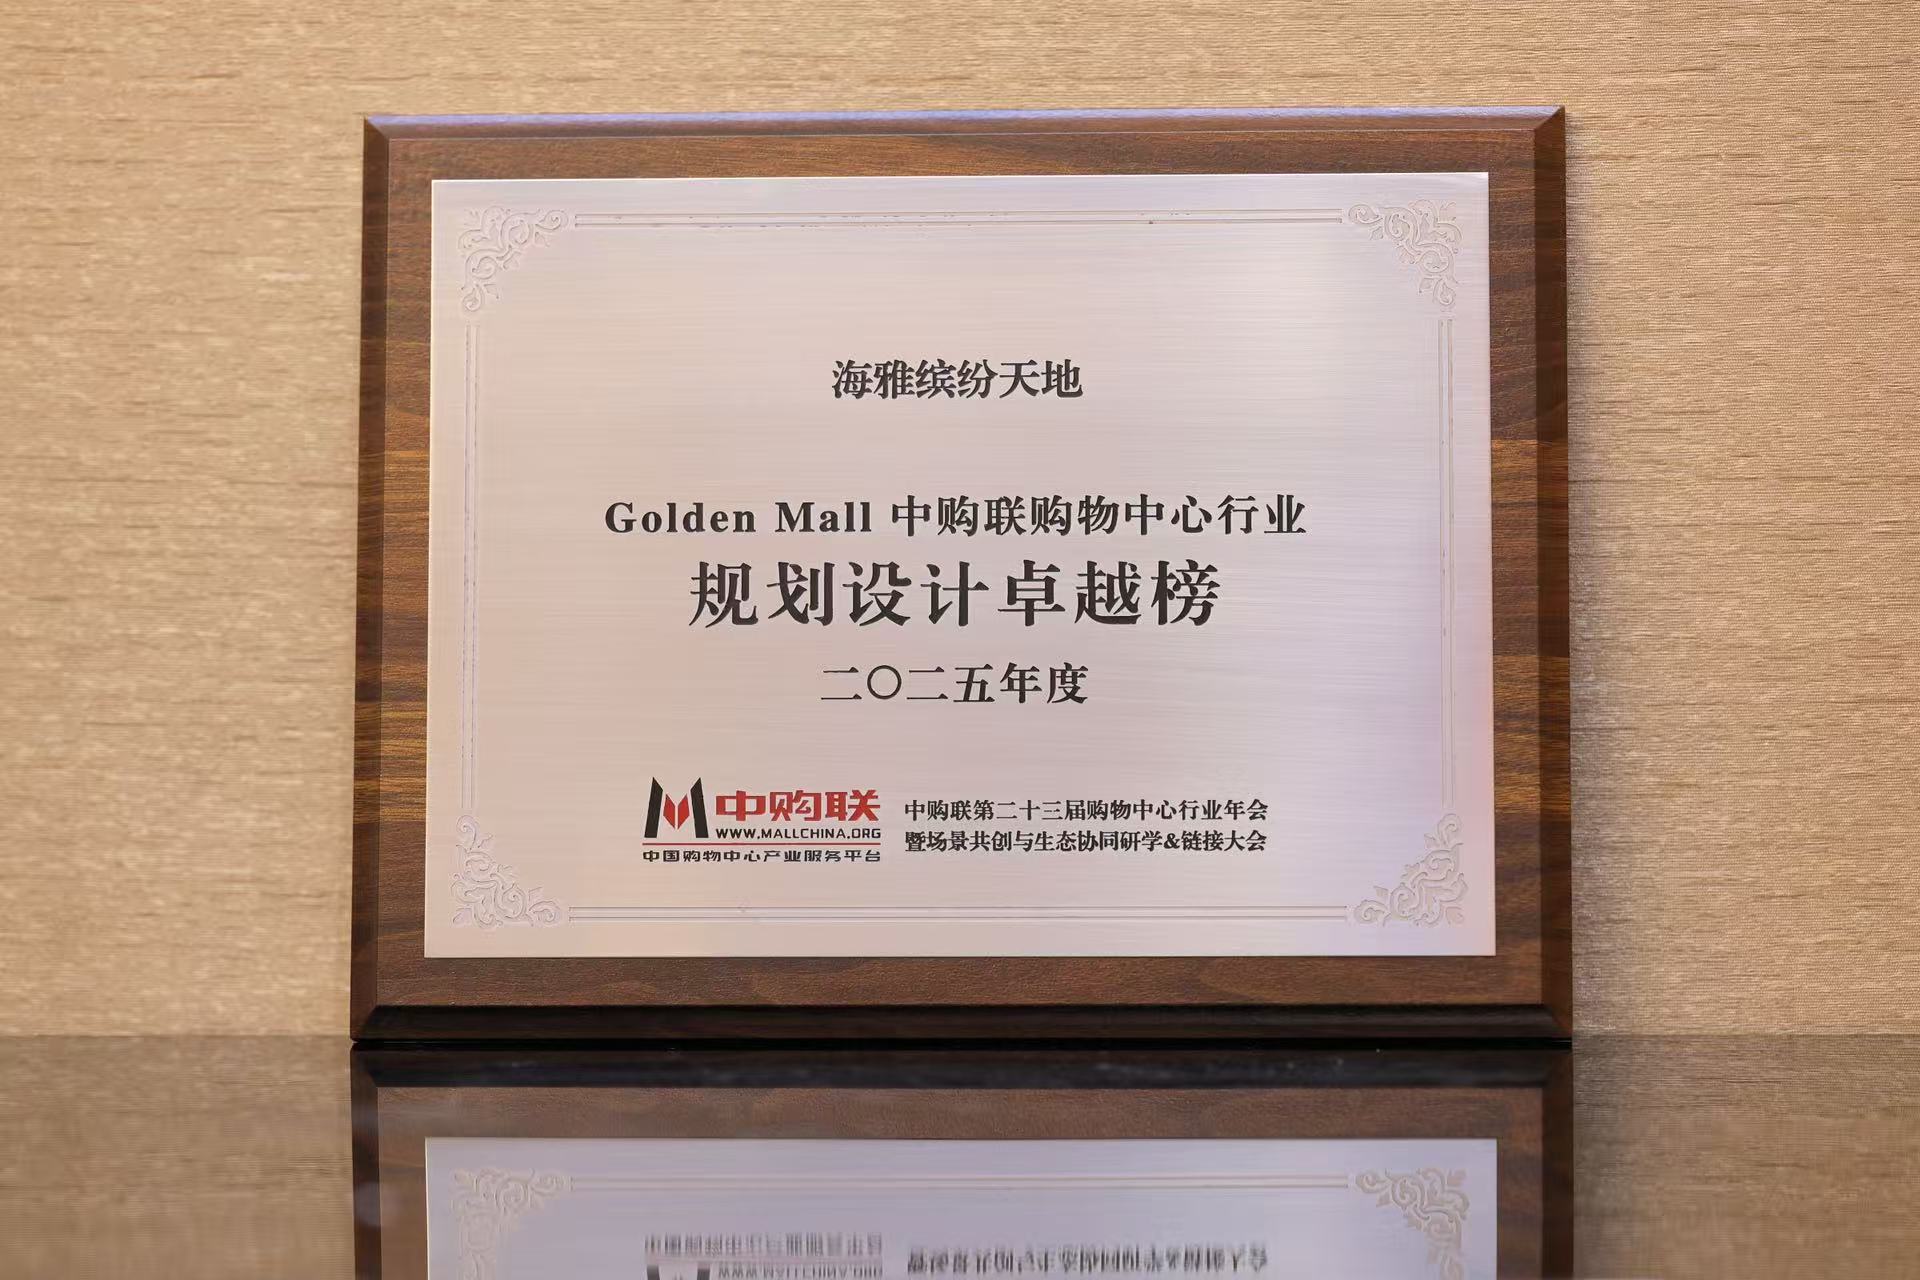 海雅缤纷天地
Golden Mall 中购联购物中心行业
规划设计卓越榜
二〇二五年度
中购联
WWW.MALLCHINA.ORG
中国购物中心产业服务平台
中购联第二十三届购物中心行业年会
暨场景共创与生态协同研学&链接大会